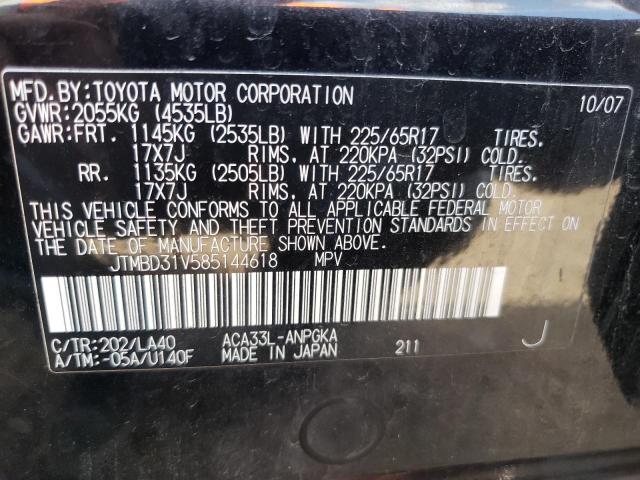 MFD.BY:TOYOTA MOTOR CORPORATION 10/07
GVWR:2055KG (4535LB)
GAWR:FRT. 1145KG (2535LB) WITH 225/65R17 TIRES.
17X7J RIMS, AT 220KPA (32PSI) COLD.
RR. 1135KG (2505LB) WITH 225/65R17 TIRES.
17X7J RIMS, AT 220KPA (32PSI) COLD.
THIS VEHICLE CONFORMS TO ALL APPLICABLE FEDERAL MOTOR
VEHICLE SAFETY AND THEFT PREVENTION STANDARDS IN EFFECT ON
THE DATE OF MANUFACTURE SHOWN ABOVE.
JTMBD31V585144618 MPV
C/TR:202/LA40 ACA33L-ANPGKA J
A/TM:-05A/U140F MADE IN JAPAN 211